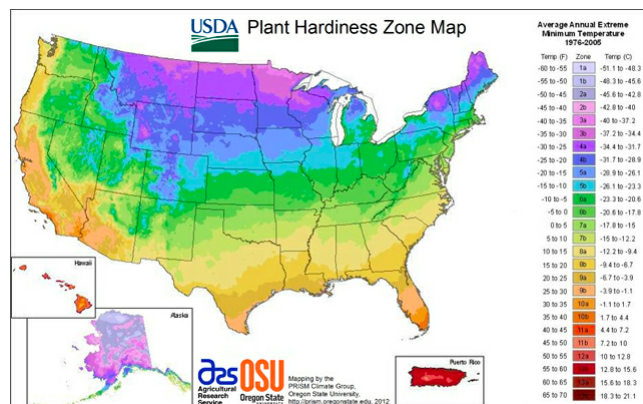 USDA Plant Hardiness Zone Map
Average Annual Extreme
Minimum Temperature
1976-2005
Temp (F) Zone Temp (C)
-60 to -55 1a -51.1 to -48.3
-55 to -50 1b -48.3 to -45.6
-50 to -45 2a -45.6 to -42.8
-45 to -40 2b -42.8 to -40
-40 to -35 3a -40 to -37.2
-35 to -30 3b -37.2 to -34.4
-30 to -25 4a -34.4 to -31.7
-25 to -20 4b -31.7 to -28.9
-20 to -15 5a -28.9 to -26.1
-15 to -10 5b -26.1 to -23.3
-10 to -5 6a -23.3 to -20.6
-5 to 0 6b -20.6 to -17.8
0 to 5 7a -17.8 to -15
5 to 10 7b -15 to -12.2
10 to 15 8a -12.2 to -9.4
15 to 20 8b -9.4 to -6.7
20 to 25 9a -6.7 to -3.9
25 to 30 9b -3.9 to -1.1
30 to 35 10a -1.1 to 1.7
35 to 40 10b 1.7 to 4.4
40 to 45 11a 4.4 to 7.2
45 to 50 11b 7.2 to 10
50 to 55 12a 10 to 12.8
55 to 60 12.8 to 15.6
60 to 65 13a 15.6 to 18.3
65 to 70 18.3 to 21.1
Hawaii
Alaska
Puerto Rico
ars
Agricultural
Research
Service
OSU
Oregon State
Mapping by the
PRISM Climate Group,
Oregon State University,
http://prism.oregonstate.edu, 2012